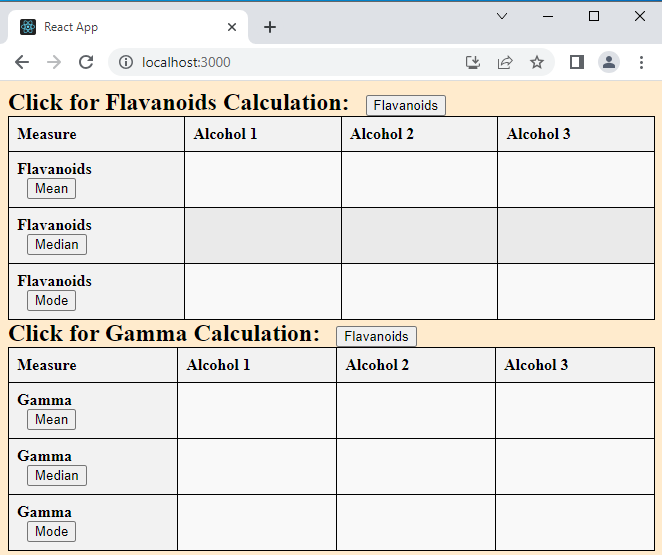 React App
localhost:3000
Click for Flavanoids Calculation: Flavanoids
Measure Alcohol 1 Alcohol 2 Alcohol 3
Flavanoids
Mean
Flavanoids
Median
Flavanoids
Mode
Click for Gamma Calculation: Flavanoids
Measure Alcohol 1 Alcohol 2 Alcohol 3
Gamma
Mean
Gamma
Median
Gamma
Mode